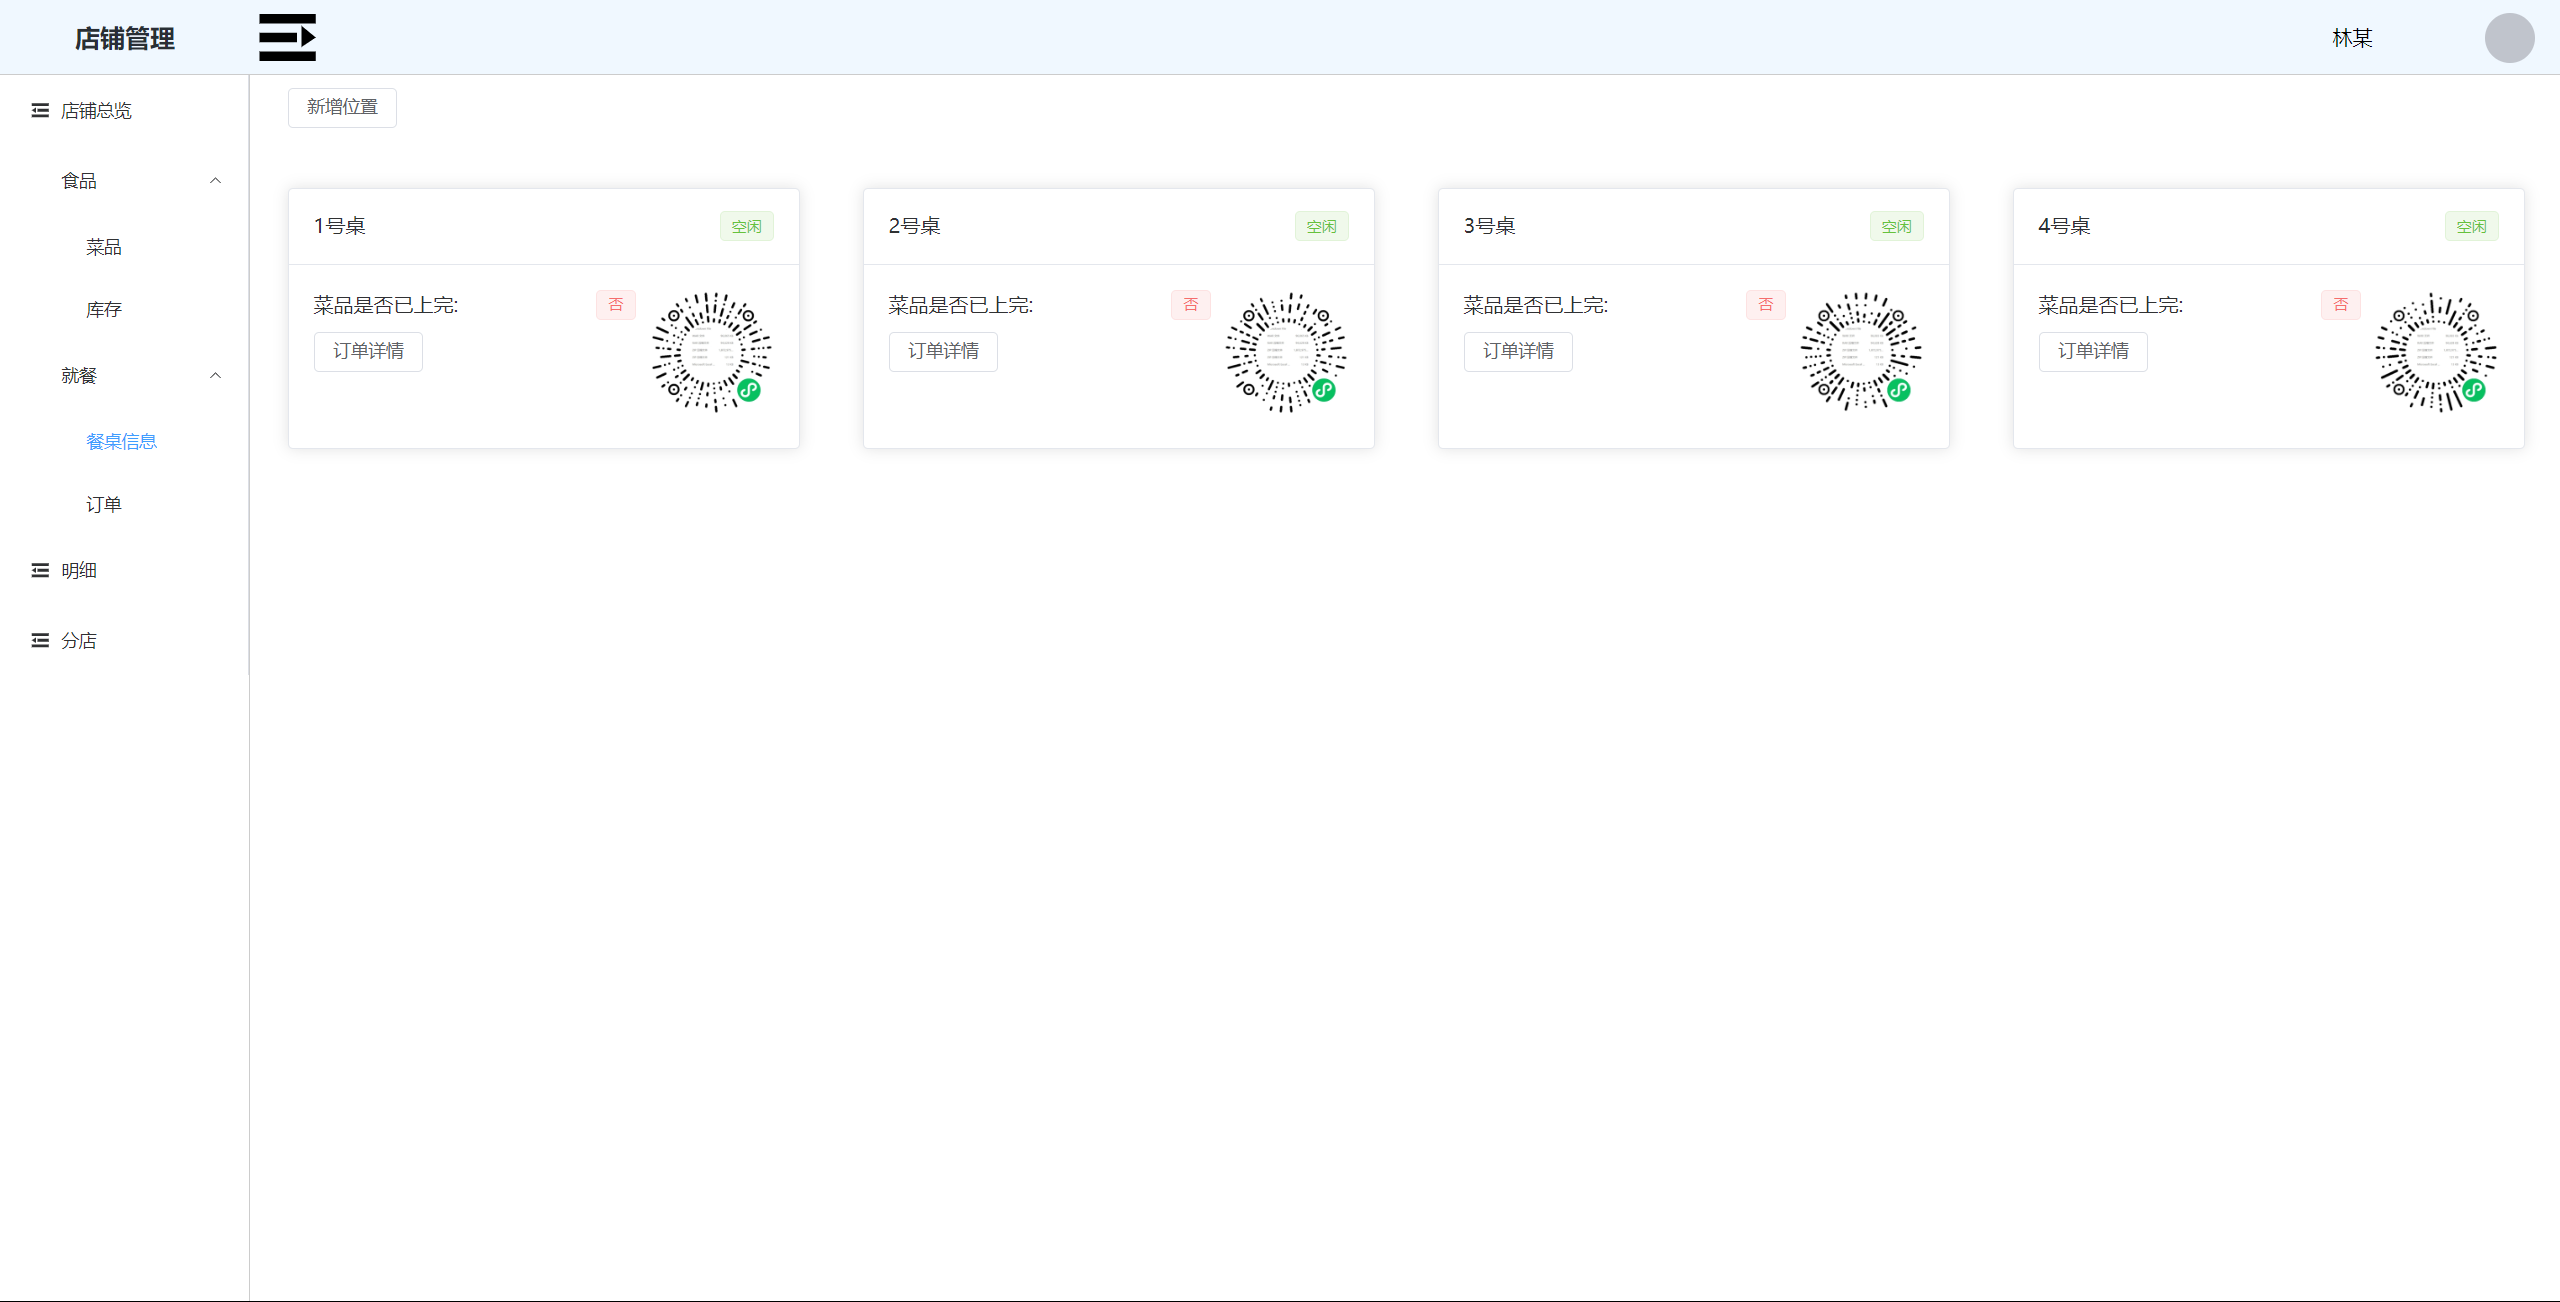 店铺管理
林某
店铺总览
食品
菜品
库存
就餐
餐桌信息
订单
明细
分店
新增位置
1号桌 空闲
菜品是否已上完: 否
订单详情
2号桌 空闲
菜品是否已上完: 否
订单详情
3号桌 空闲
菜品是否已上完: 否
订单详情
4号桌 空闲
菜品是否已上完: 否
订单详情